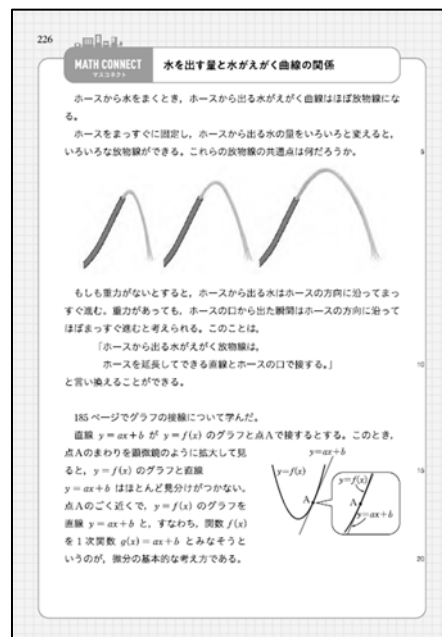 226
MATH CONNECT
マスコネクト
水を出す量と水がえがく曲線の関係
ホースから水をまくとき，ホースから出る水がえがく曲線はほぼ放物線にな
る。
ホースをまっすぐに固定し，ホースから出る水の量をいろいろと変えると，
いろいろな放物線ができる。これらの放物線の共通点は何だろうか。
5
もしも重力がないとすると，ホースから出る水はホースの方向に沿ってまっ
すぐ進む。重力があっても，ホースの口から出た瞬間はホースの方向に沿って
ほぼまっすぐ進むと考えられる。このことは，
「ホースから出る水がえがく放物線は，
ホースを延長してできる直線とホースの口で接する。」
10
と言い換えることができる。
185ページでグラフの接線について学んだ。
直線 y=ax+b が y=f(x) のグラフと点Aで接するとする。このとき，
点Aのまわりを顕微鏡のように拡大して見
ると，y=f(x) のグラフと直線
15
y=ax+b はほとんど見分けがつかない。
点Aのごく近くで，y=f(x) のグラフを
直線 y=ax+b と，すなわち，関数 f(x)
を1次関数 g(x)=ax+b とみなそうと
いうのが，微分の基本的な考え方である。
20
y=ax+b
y=f(x)
A
y=f(x)
A
y=ax+b